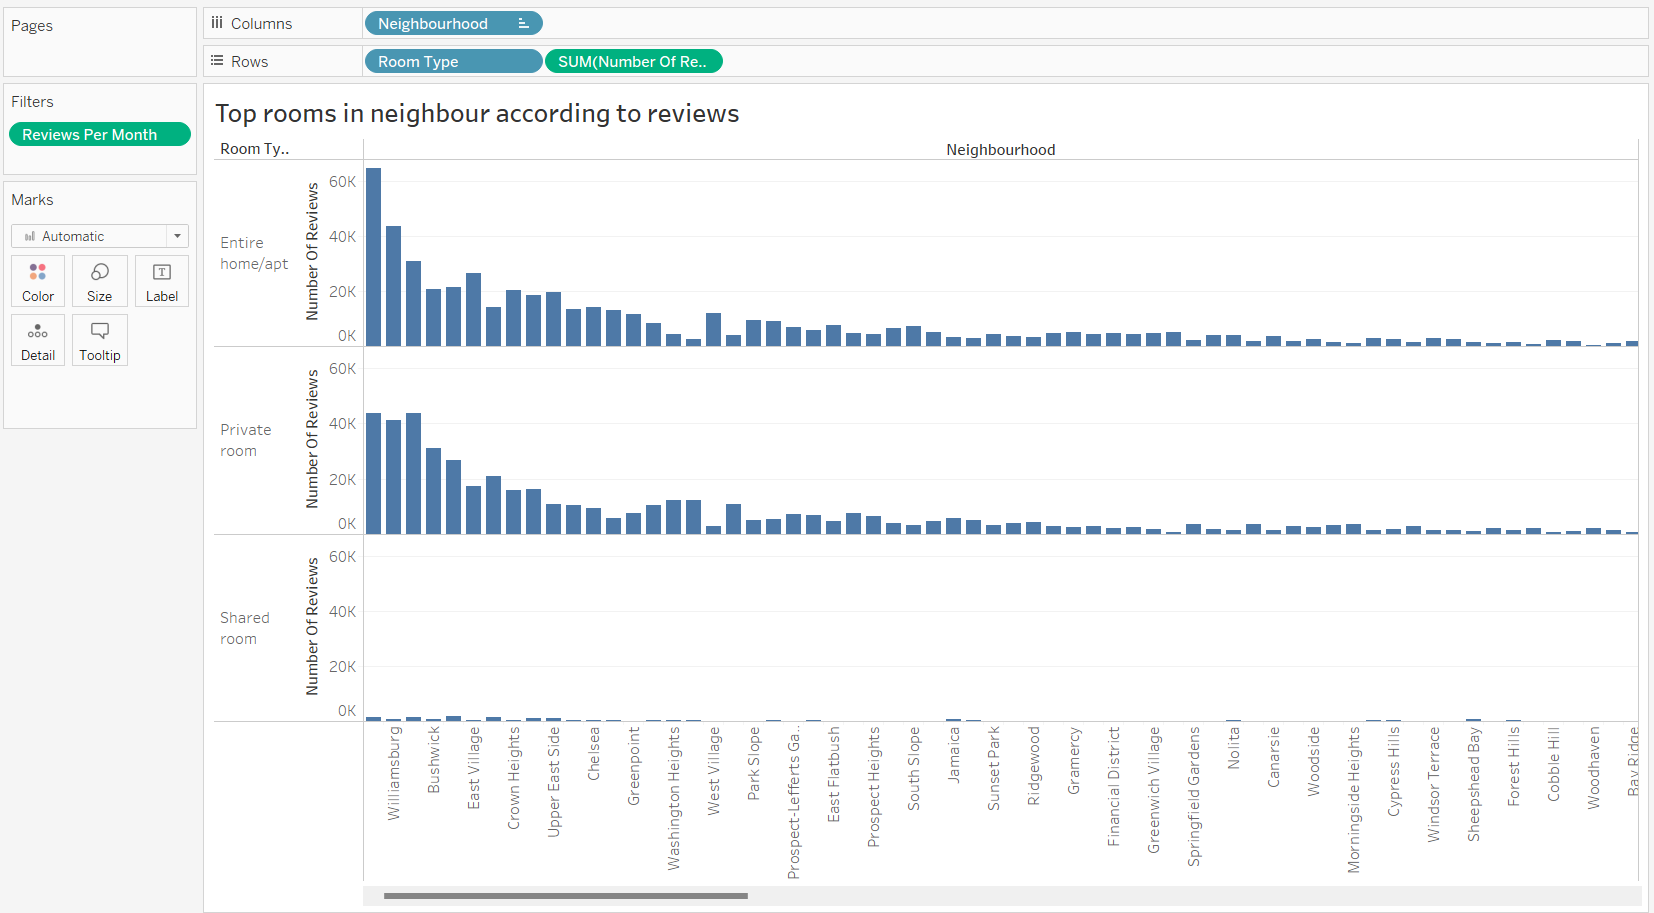 Pages
Columns
Neighbourhood
Rows
Room Type
SUM(Number Of Re..
Filters
Reviews Per Month
Marks
Automatic
Color
Size
Label
Detail
Tooltip
Top rooms in neighbour according to reviews
Room Ty..
Neighbourhood
Entire
home/apt
Number Of Reviews
60K
40K
20K
0K
Private
room
Number Of Reviews
60K
40K
20K
0K
Shared
room
Number Of Reviews
60K
40K
20K
0K
Williamsburg
Bushwick
East Village
Crown Heights
Upper East Side
Chelsea
Greenpoint
Washington Heights
West Village
Park Slope
Prospect-Lefferts Ga..
East Flatbush
Prospect Heights
South Slope
Jamaica
Sunset Park
Ridgewood
Gramercy
Financial District
Greenwich Village
Springfield Gardens
Nolita
Canarsie
Woodside
Morningside Heights
Cypress Hills
Windsor Terrace
Sheepshead Bay
Forest Hills
Cobble Hill
Woodhaven
Bay Ridge